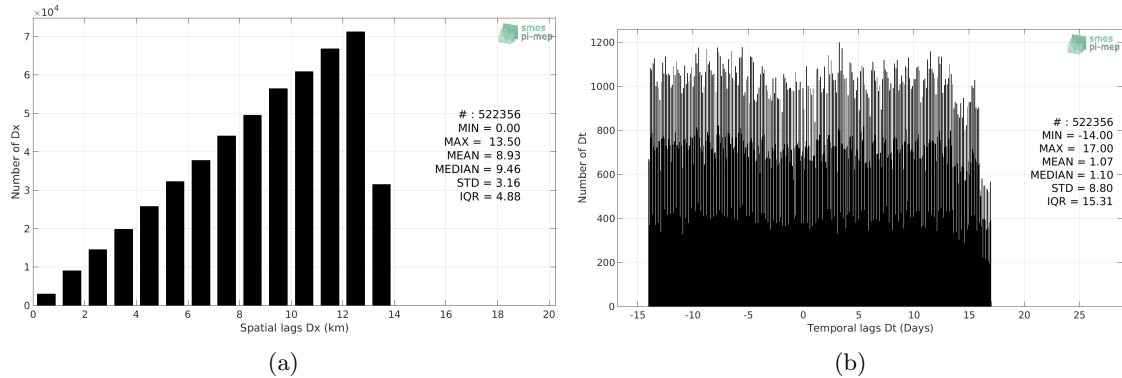 ×10⁴
7
6
5
4
3
2
1
0
Number of Dx
0 2 4 6 8 10 12 14 16 18 20
Spatial lags Dx (km)
smos
pi-mep
# : 522356
MIN = 0.00
MAX = 13.50
MEAN = 8.93
MEDIAN = 9.46
STD = 3.16
IQR = 4.88
(a)
1200
1000
800
600
400
200
0
Number of Dt
-15 -10 -5 0 5 10 15 20 25
Temporal lags Dt (Days)
smos
pi-mep
# : 522356
MIN = -14.00
MAX = 17.00
MEAN = 1.07
MEDIAN = 1.10
STD = 8.80
IQR = 15.31
(b)